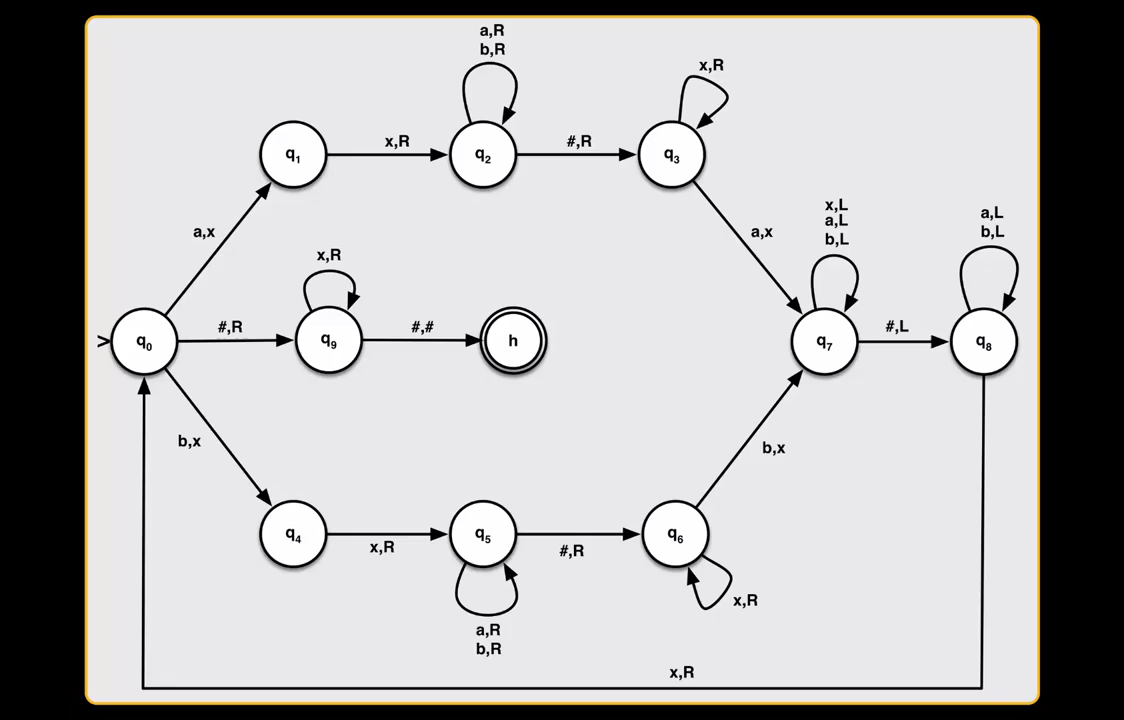 a,R
b,R
x,R
q1
x,R
q2
#,R
q3
a,x
a,x
x,L
a,L
b,L
a,L
b,L
x,R
>
q0
#,R
q9
#,#
h
q7
#,L
q8
b,x
b,x
q4
x,R
q5
#,R
q6
x,R
a,R
b,R
x,R